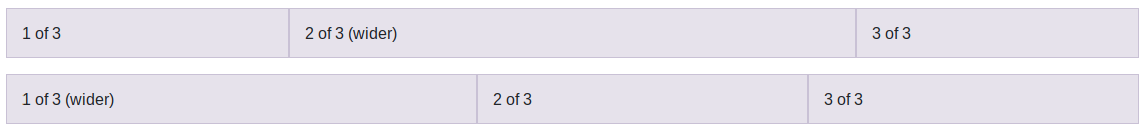 1 of 3 2 of 3 (wider) 3 of 3
1 of 3 (wider) 2 of 3 3 of 3